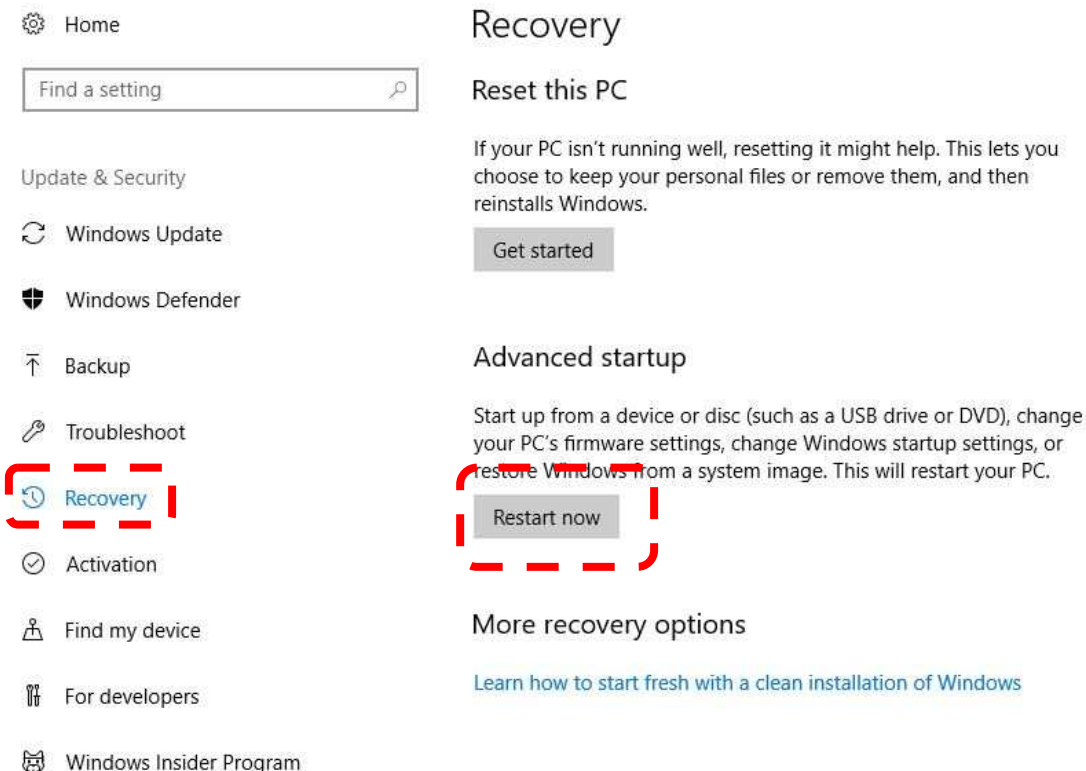 Home
Find a setting
Update & Security
Windows Update
Windows Defender
Backup
Troubleshoot
Recovery
Activation
Find my device
For developers
Windows Insider Program
Recovery
Reset this PC
If your PC isn't running well, resetting it might help. This lets you
choose to keep your personal files or remove them, and then
reinstalls Windows.
Get started
Advanced startup
Start up from a device or disc (such as a USB drive or DVD), change
your PC's firmware settings, change Windows startup settings, or
restore Windows from a system image. This will restart your PC.
Restart now
More recovery options
Learn how to start fresh with a clean installation of Windows